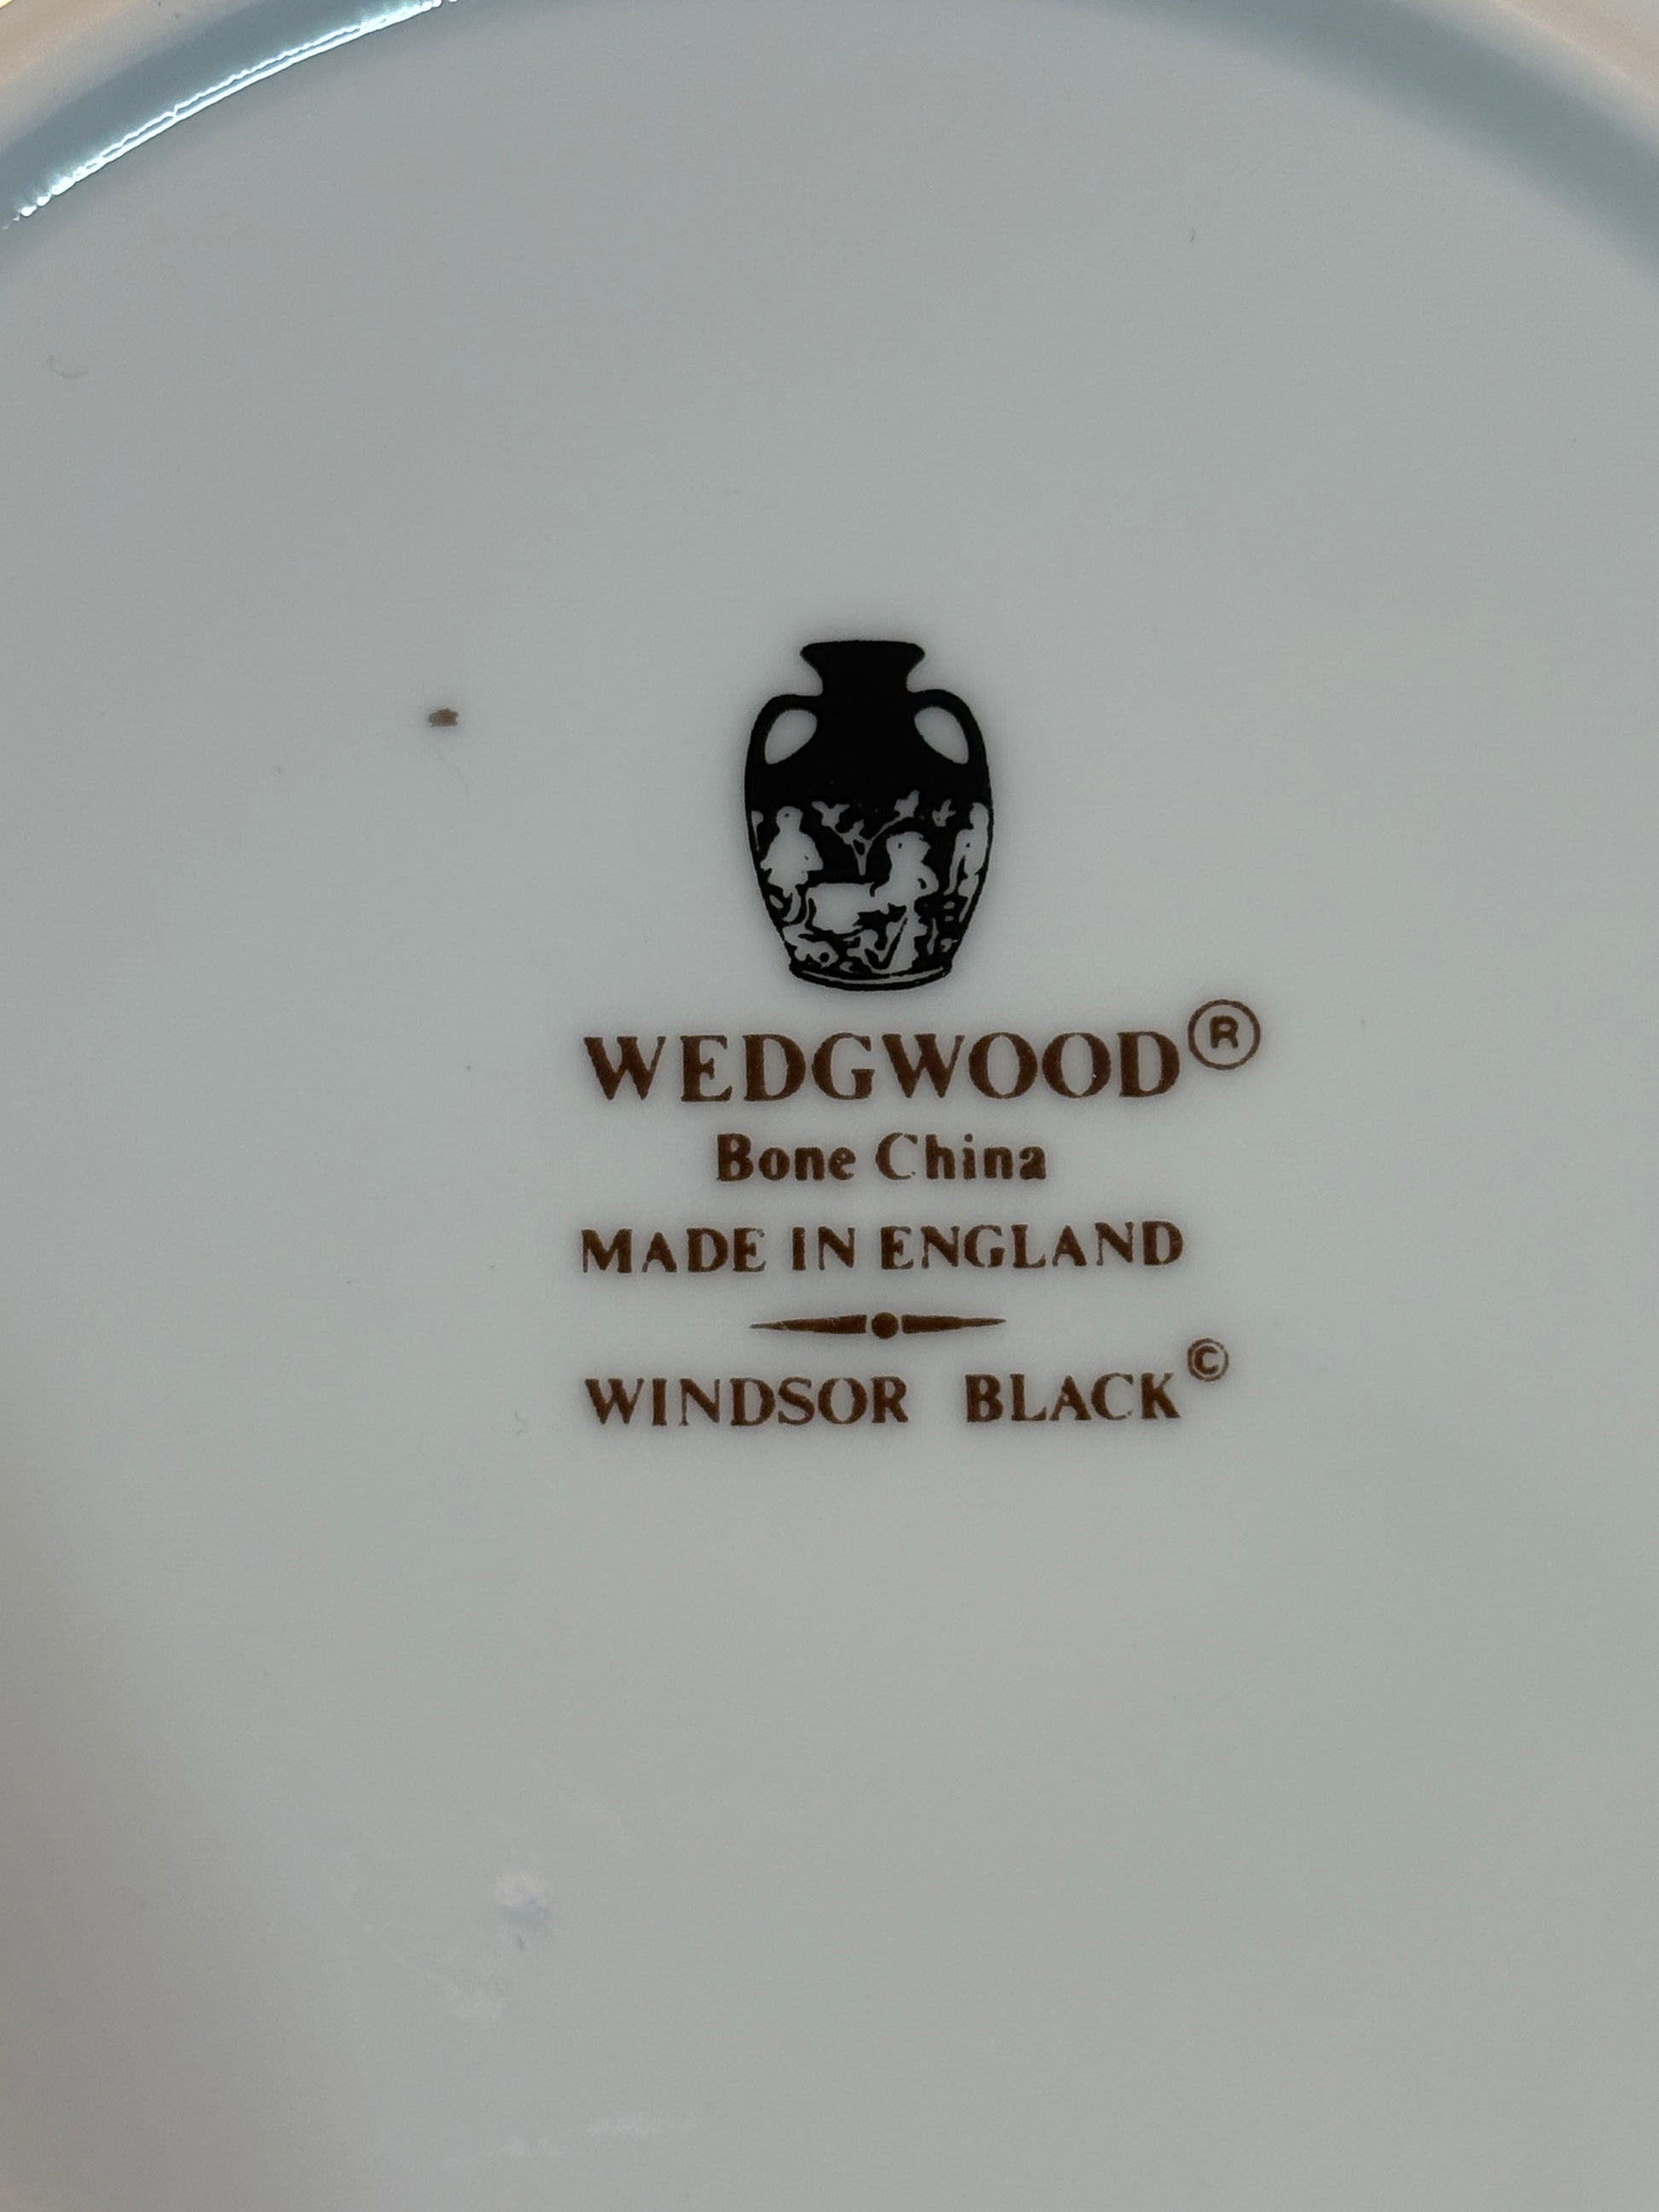 WEDGWOOD®
Bone China
MADE IN ENGLAND
WINDSOR BLACK©